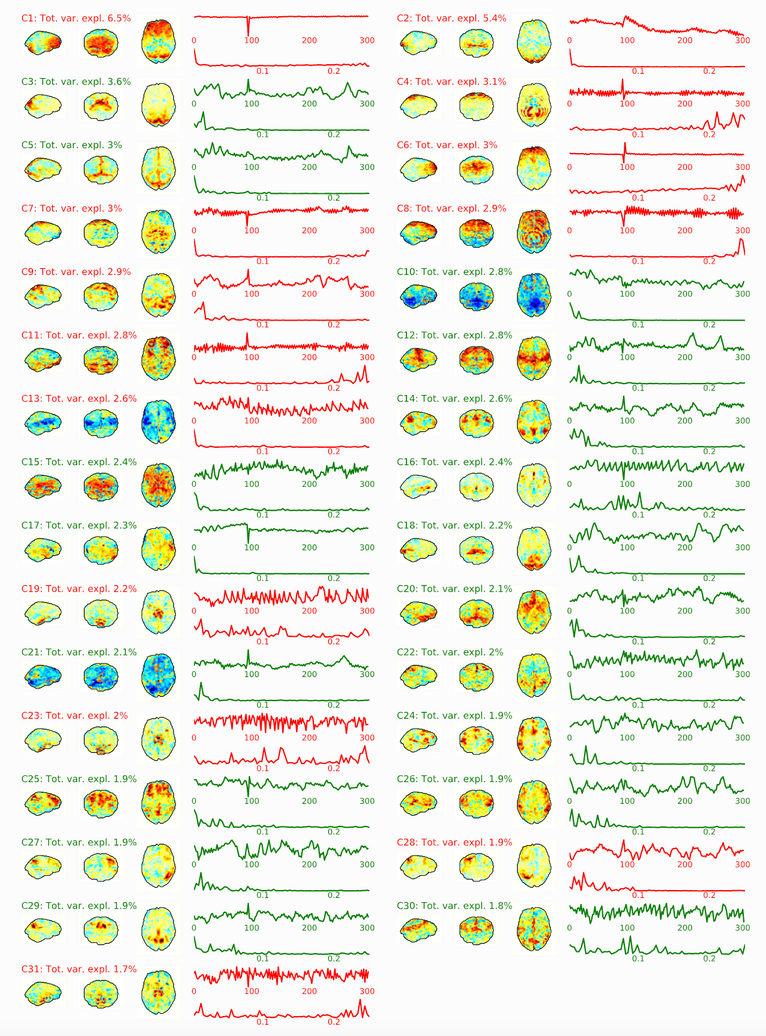 C1: Tot. var. expl. 6.5% C2: Tot. var. expl. 5.4%
0 100 200 300 0 100 200 300
0.1 0.2 0.1 0.2
C3: Tot. var. expl. 3.6% C4: Tot. var. expl. 3.1%
0 100 200 300 0 100 200 300
0.1 0.2 0.1 0.2
C5: Tot. var. expl. 3% C6: Tot. var. expl. 3%
0 100 200 300 0 100 200 300
0.1 0.2 0.1 0.2
C7: Tot. var. expl. 3% C8: Tot. var. expl. 2.9%
0 100 200 300 0 100 200 300
0.1 0.2 0.1 0.2
C9: Tot. var. expl. 2.9% C10: Tot. var. expl. 2.8%
0 100 200 300 0 100 200 300
0.1 0.2 0.1 0.2
C11: Tot. var. expl. 2.8% C12: Tot. var. expl. 2.8%
0 100 200 300 0 100 200 300
0.1 0.2 0.1 0.2
C13: Tot. var. expl. 2.6% C14: Tot. var. expl. 2.6%
0 100 200 300 0 100 200 300
0.1 0.2 0.1 0.2
C15: Tot. var. expl. 2.4% C16: Tot. var. expl. 2.4%
0 100 200 300 0 100 200 300
0.1 0.2 0.1 0.2
C17: Tot. var. expl. 2.3% C18: Tot. var. expl. 2.2%
0 100 200 300 0 100 200 300
0.1 0.2 0.1 0.2
C19: Tot. var. expl. 2.2% C20: Tot. var. expl. 2.1%
0 100 200 300 0 100 200 300
0.1 0.2 0.1 0.2
C21: Tot. var. expl. 2.1% C22: Tot. var. expl. 2%
0 100 200 300 0 100 200 300
0.1 0.2 0.1 0.2
C23: Tot. var. expl. 2% C24: Tot. var. expl. 1.9%
0 100 200 300 0 100 200 300
0.1 0.2 0.1 0.2
C25: Tot. var. expl. 1.9% C26: Tot. var. expl. 1.9%
0 100 200 300 0 100 200 300
0.1 0.2 0.1 0.2
C27: Tot. var. expl. 1.9% C28: Tot. var. expl. 1.9%
0 100 200 300 0 100 200 300
0.1 0.2 0.1 0.2
C29: Tot. var. expl. 1.9% C30: Tot. var. expl. 1.8%
0 100 200 300 0 100 200 300
0.1 0.2 0.1 0.2
C31: Tot. var. expl. 1.7%
0 100 200 300
0.1 0.2